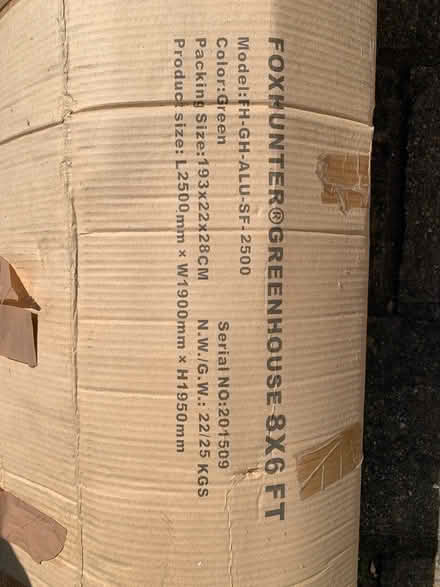 FOXHUNTER®GREENHOUSE 8X6 FT
Model:FH-GH-ALU-SF-2500
Color:Green Serial NO:201509
Packing Size:193x22x28CM N.W./G.W.: 22/25 KGS
Product size: L2500mm × W1900mm × H1950mm